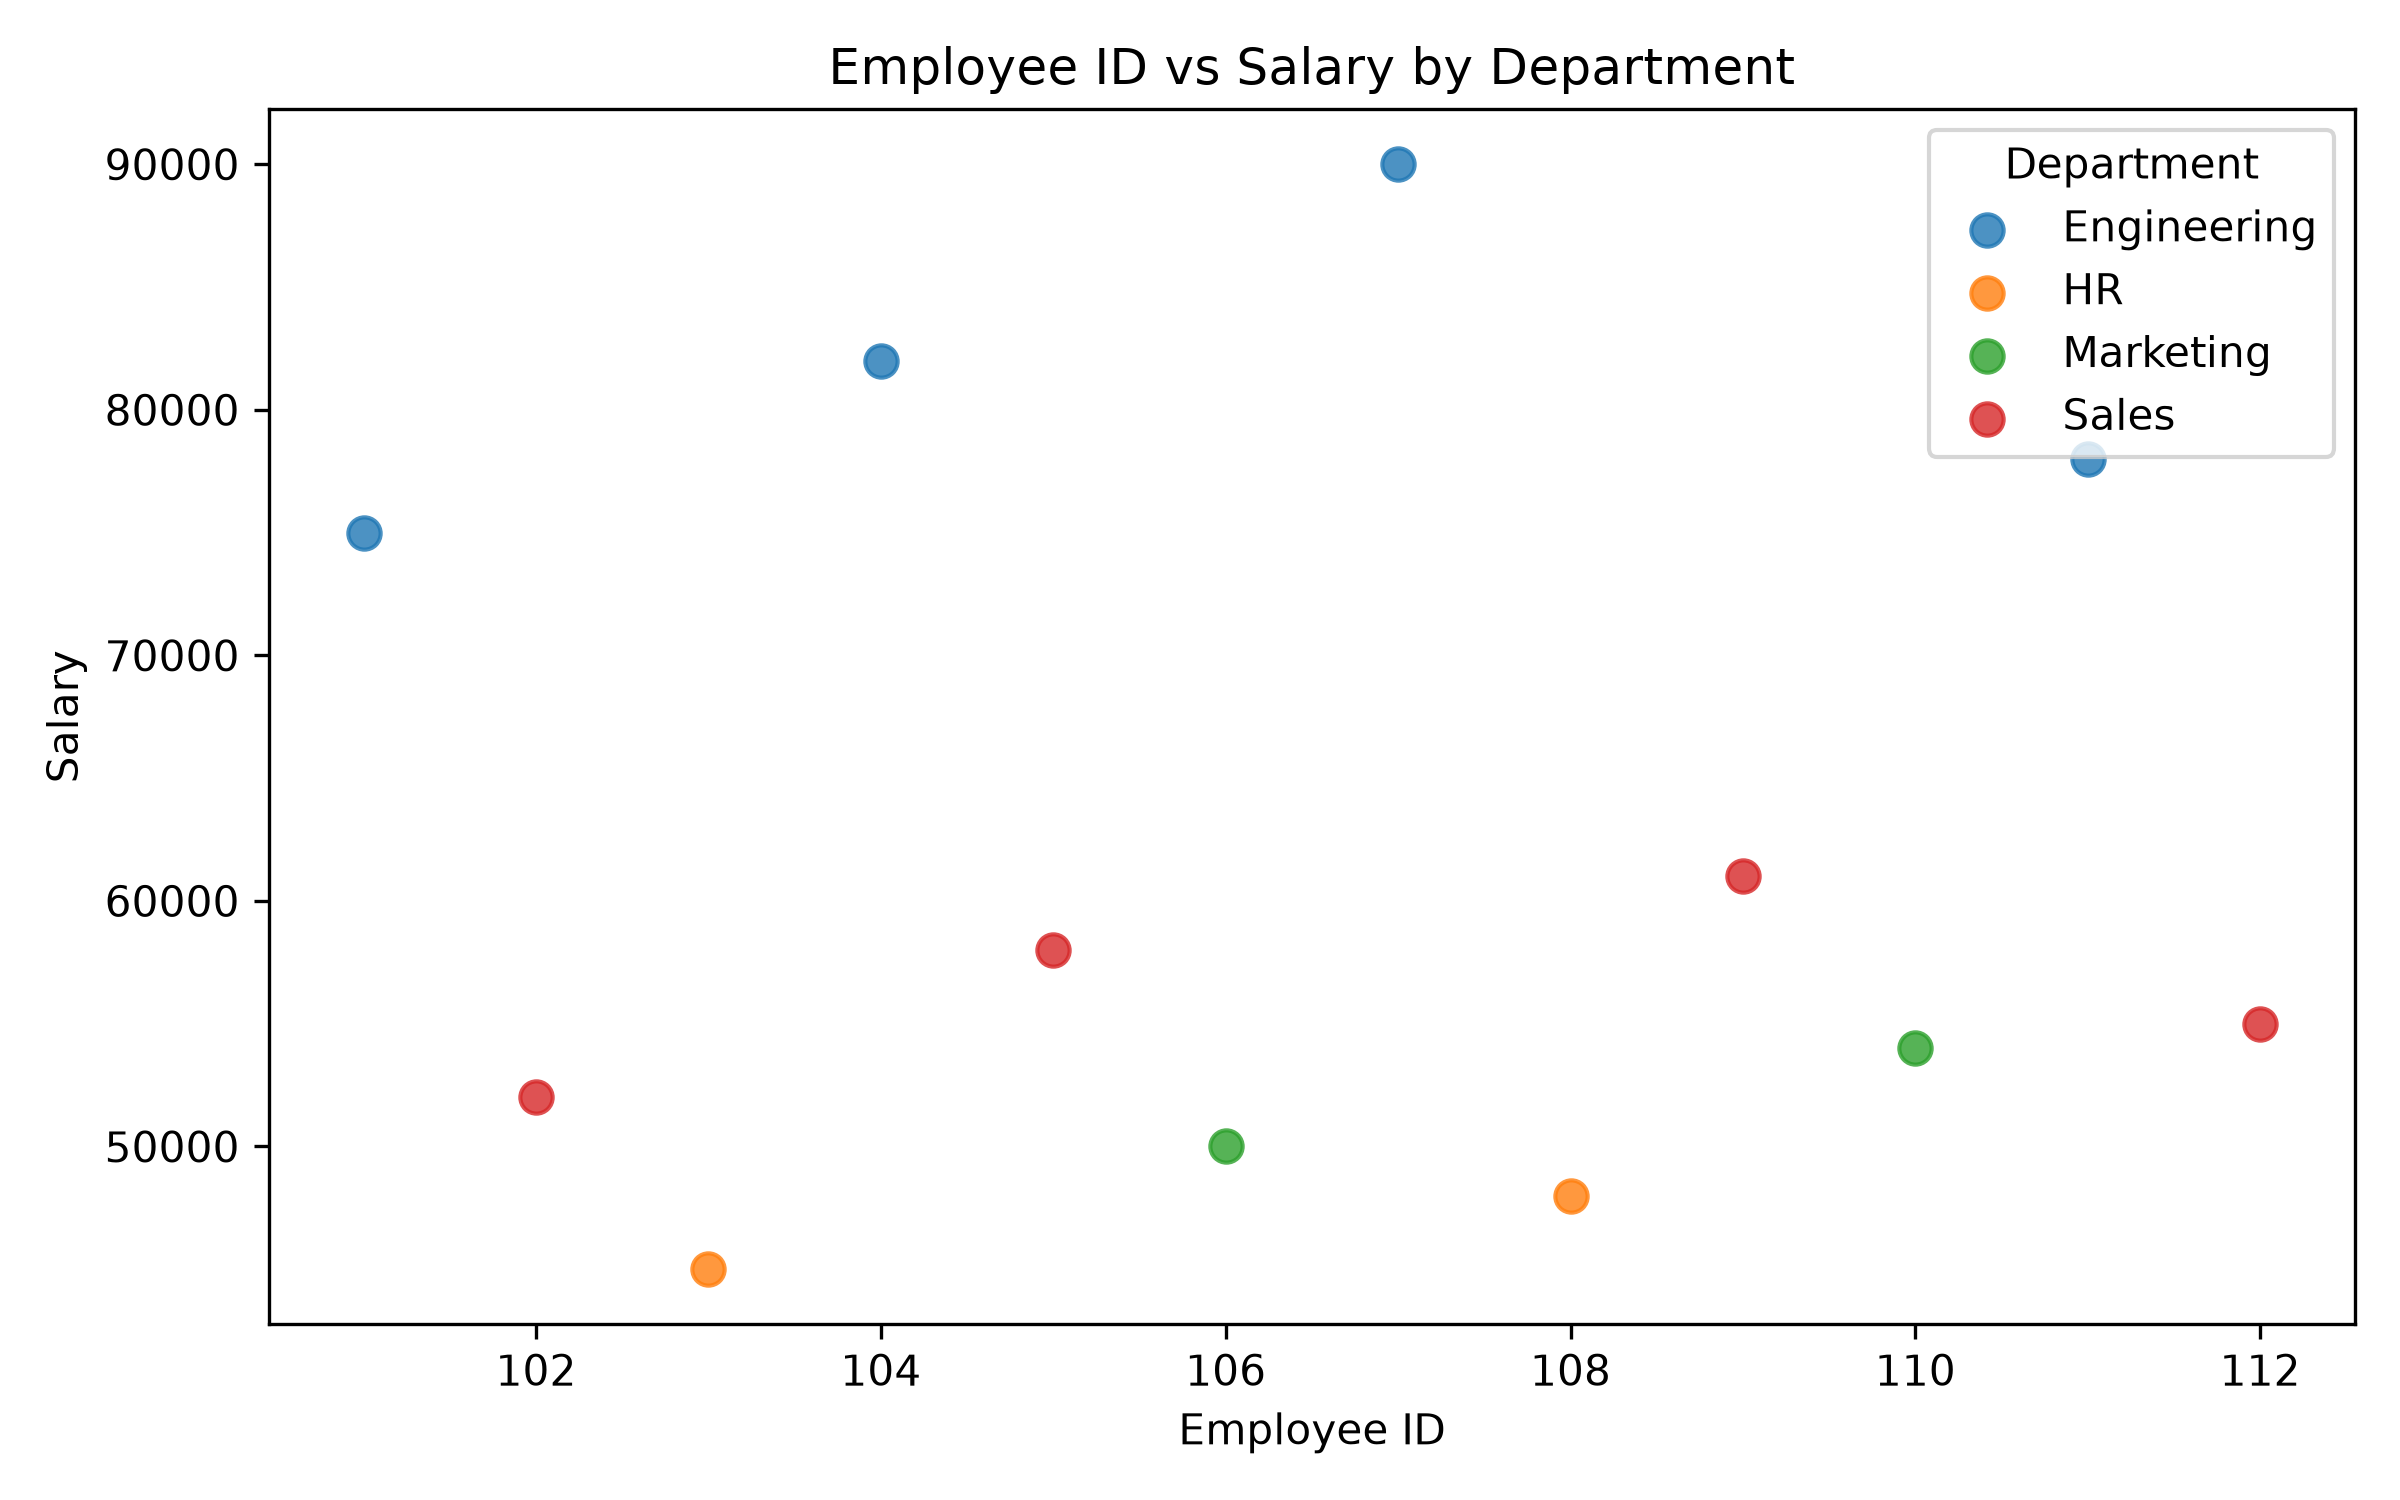 Employee ID vs Salary by Department
Department
Engineering
HR
Marketing
Sales
90000
80000
70000
60000
50000
Salary
102 104 106 108 110 112
Employee ID